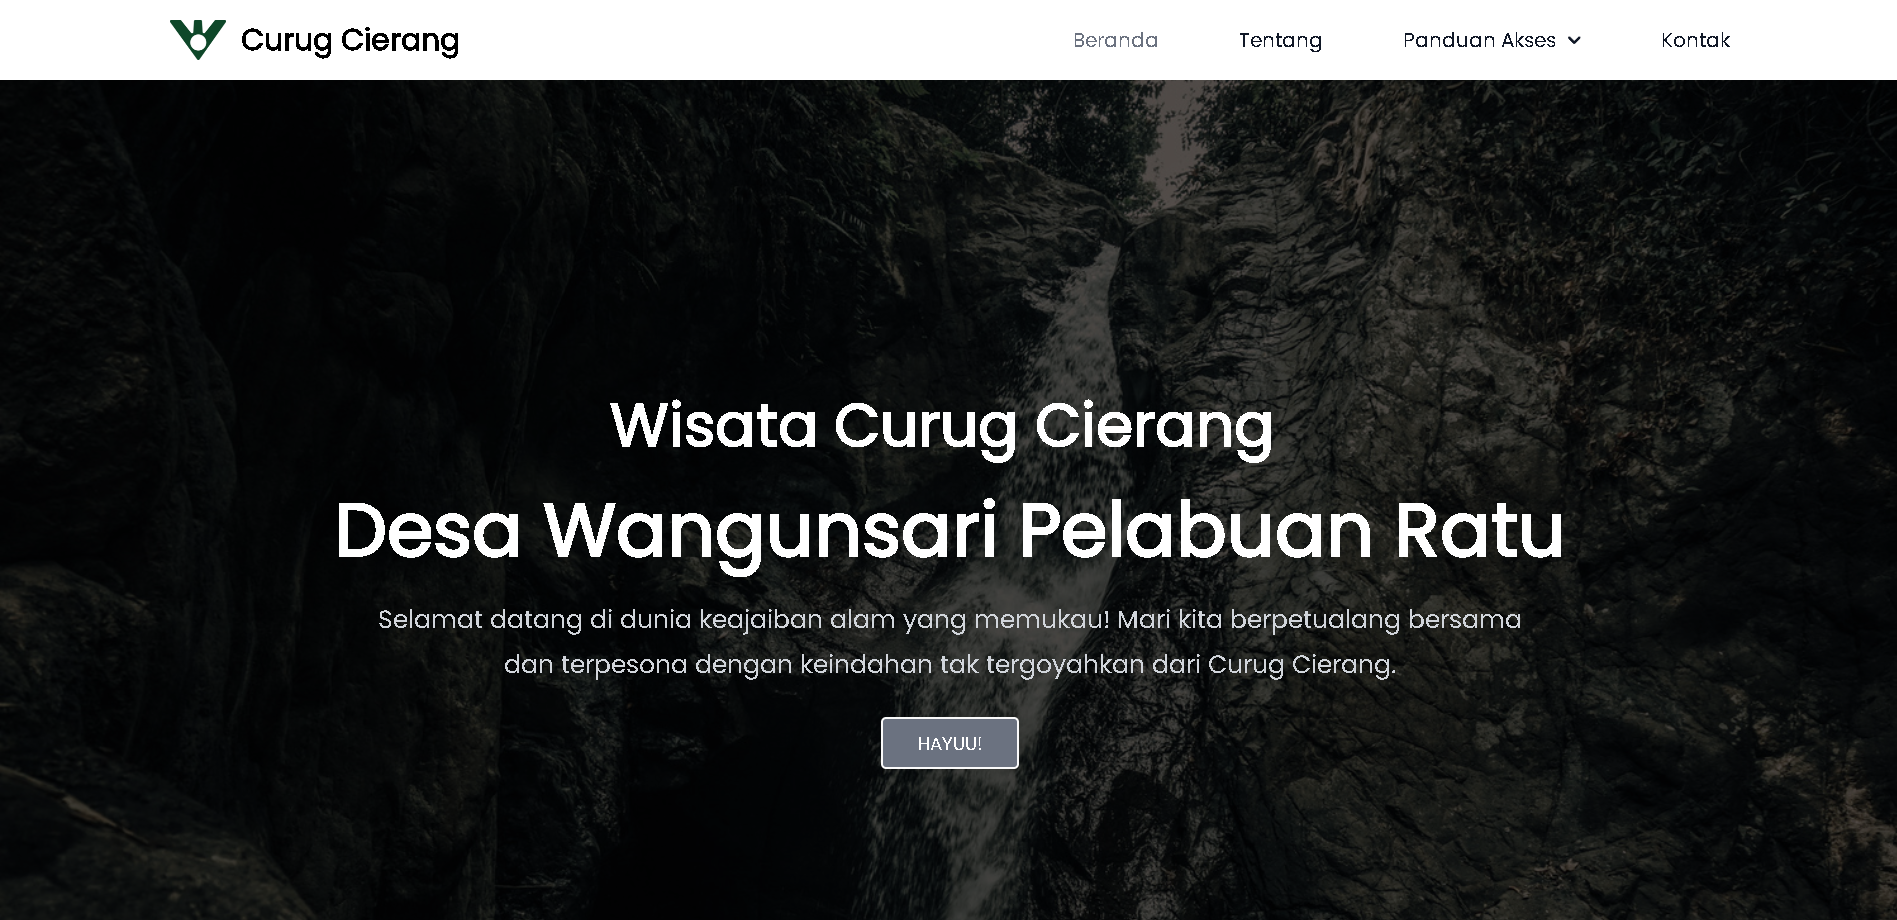 Curug Cierang
Beranda
Tentang
Panduan Akses
Kontak
Wisata Curug Cierang
Desa Wangunsari Pelabuan Ratu
Selamat datang di dunia keajaiban alam yang memukau! Mari kita berpetualang bersama
dan terpesona dengan keindahan tak tergoyahkan dari Curug Cierang.
HAYUU!